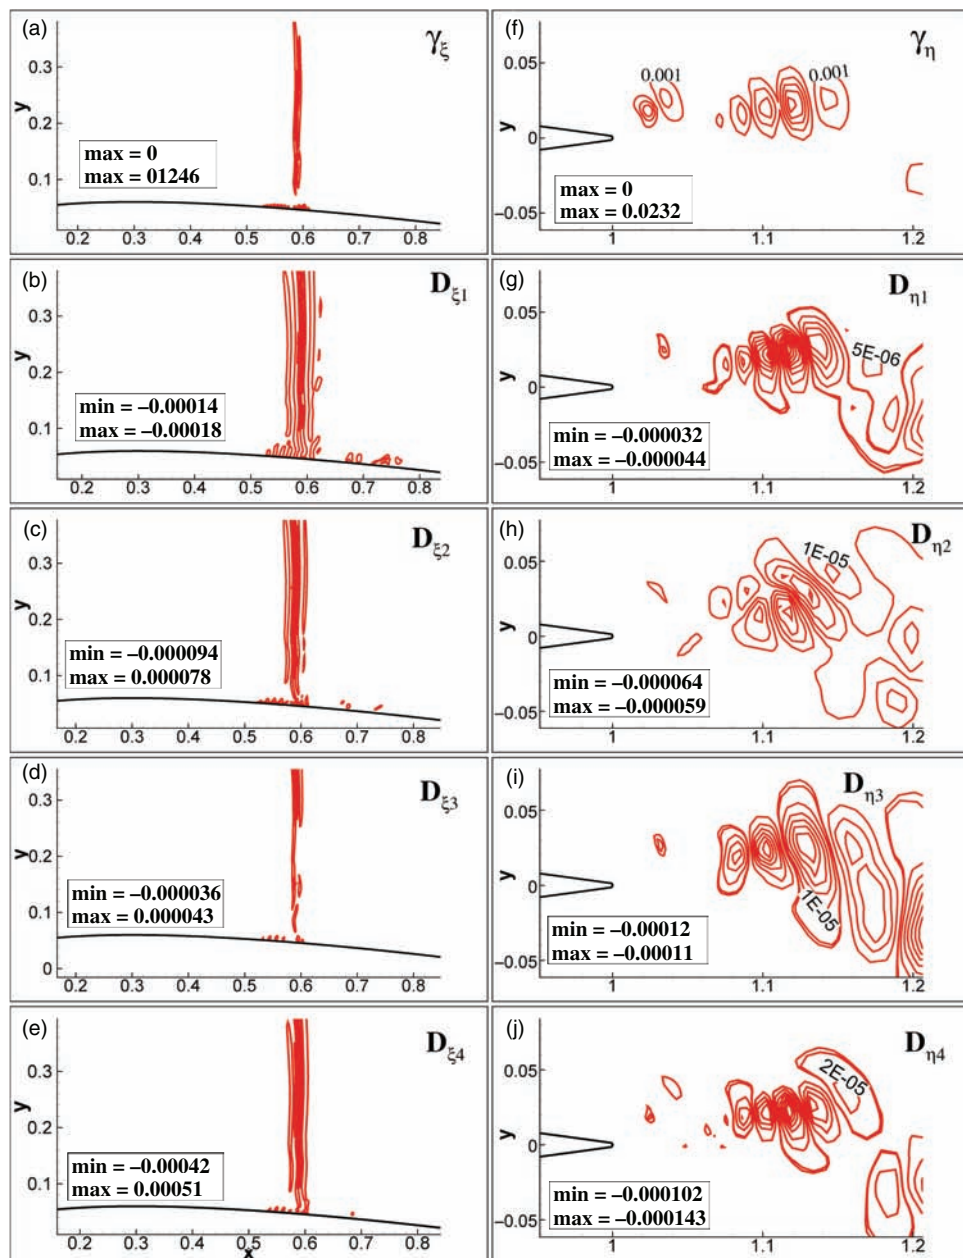 (a)
γξ
y
0.3
0.2
0.1
max = 0
max = 01246
0.2 0.3 0.4 0.5 0.6 0.7 0.8
(f)
γη
y
0.05
0
−0.05
0.001
0.001
max = 0
max = 0.0232
1 1.1 1.2
(b)
Dξ1
y
0.3
0.2
0.1
min = −0.00014
max = −0.00018
0.2 0.3 0.4 0.5 0.6 0.7 0.8
(g)
Dη1
y
0.05
0
−0.05
5E-06
min = −0.000032
max = −0.000044
1 1.1 1.2
(c)
Dξ2
y
0.3
0.2
0.1
min = −0.000094
max = 0.000078
0.2 0.3 0.4 0.5 0.6 0.7 0.8
(h)
Dη2
y
0.05
0
−0.05
1E-05
min = −0.000064
max = −0.000059
1 1.1 1.2
(d)
Dξ3
y
0.3
0.2
0.1
0
min = −0.000036
max = 0.000043
0.2 0.3 0.4 0.5 0.6 0.7 0.8
(i)
Dη3
y
0.05
0
−0.05
1E-05
min = −0.00012
max = −0.00011
1 1.1 1.2
(e)
Dξ4
y
0.3
0.2
0.1
min = −0.00042
max = 0.00051
0.2 0.3 0.4 0.5 0.6 0.7 0.8
x
(j)
Dη4
y
0.05
0
−0.05
2E-05
min = −0.000102
max = −0.000143
1 1.1 1.2